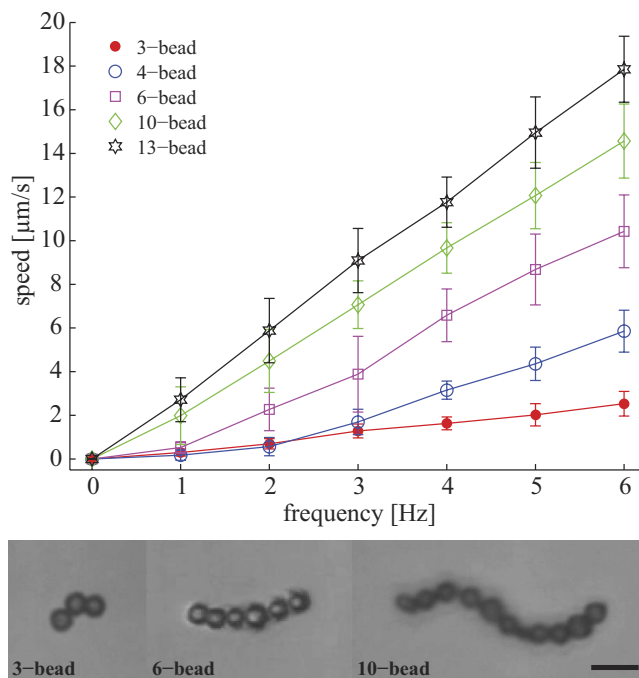 20
18
16
14
12
10
8
6
4
2
0
speed [µm/s]
3−bead
4−bead
6−bead
10−bead
13−bead
0 1 2 3 4 5 6
frequency [Hz]
3−bead 6−bead 10−bead